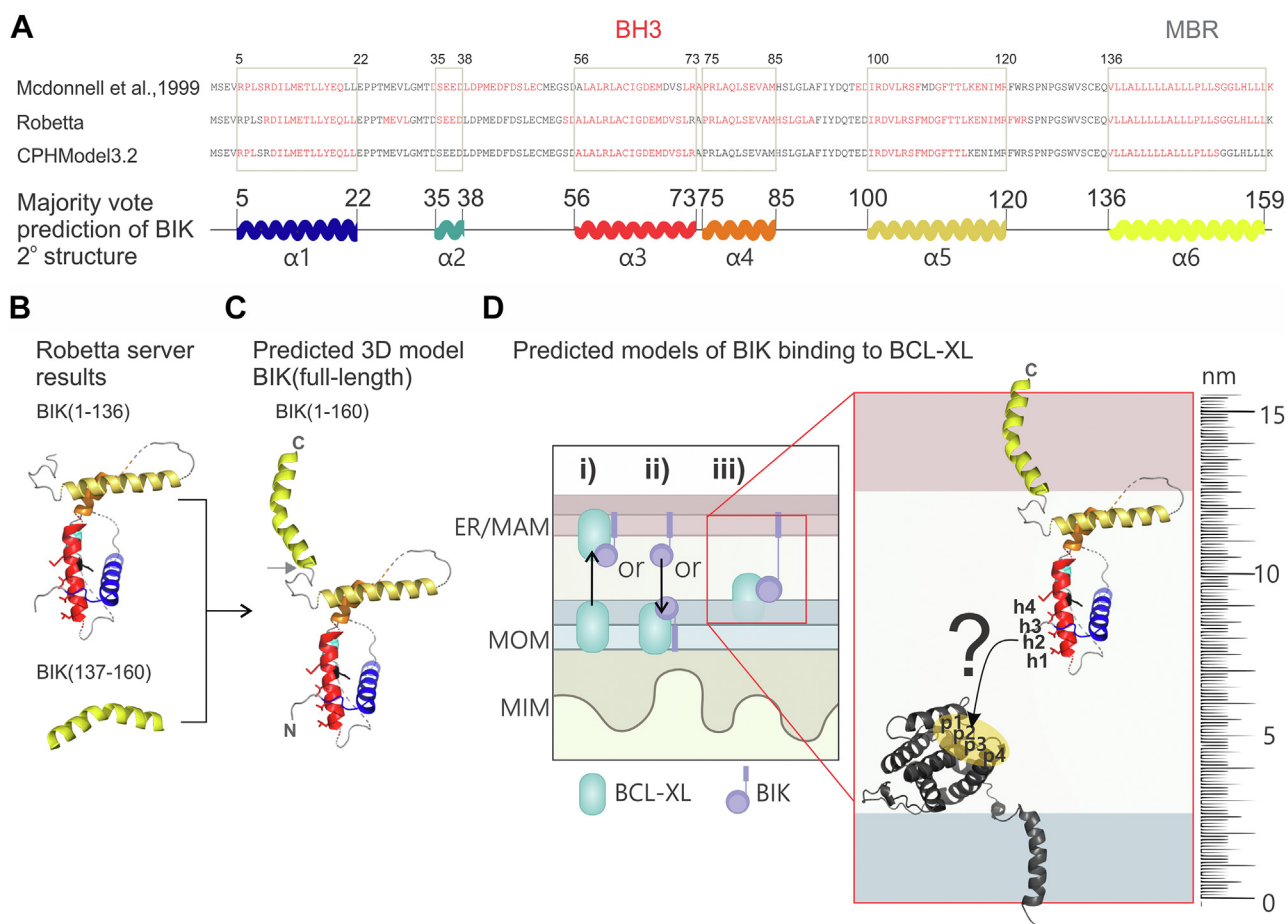 A
BH3
MBR
5 22 35 38 56 73 75 85 100 120 136
Mcdonnell et al.,1999 MSEVRPLSRDILMETLLYEQLLEPPTMEVLGMTDSEEDLDPMEDFDSLECMEGSDALALRLACIGDEMDVSLRAPRLAQLSEVAMHSLGLAFIYDQTEDIRDVLRSFMDGFTTLKENIMRFWRSPNPGSWVSCEQVLLALLLLLALLLPLLSGGLHLLLK
Robetta MSEVRPLSRDILMETLLYEQLLEPPTMEVLGMTDSEEDLDPMEDFDSLECMEGSDALALRLACIGDEMDVSLRAPRLAQLSEVAMHSLGLAFIYDQTEDIRDVLRSFMDGFTTLKENIMRFWRSPNPGSWVSCEQVLLALLLLLALLLPLLSGGLHLLLK
CPHModel3.2 MSEVRPLSRDILMETLLYEQLLEPPTMEVLGMTDSEEDLDPMEDFDSLECMEGSDALALRLACIGDEMDVSLRAPRLAQLSEVAMHSLGLAFIYDQTEDIRDVLRSFMDGFTTLKENIMRFWRSPNPGSWVSCEQVLLALLLLLALLLPLLSGGLHLLLK
Majority vote
prediction of BIK
2° structure
5 22 35 38 56 73 75 85 100 120 136 159
α1 α2 α3 α4 α5 α6
B
Robetta server
results
BIK(1-136)
BIK(137-160)
C
Predicted 3D model
BIK(full-length)
BIK(1-160)
C
N
D
Predicted models of BIK binding to BCL-XL
i) ii) iii)
ER/MAM
or or
MOM
MIM
BCL-XL BIK
C
h4
h3
h2
h1
?
p1
p2
p3
p4
nm
15
10
5
0